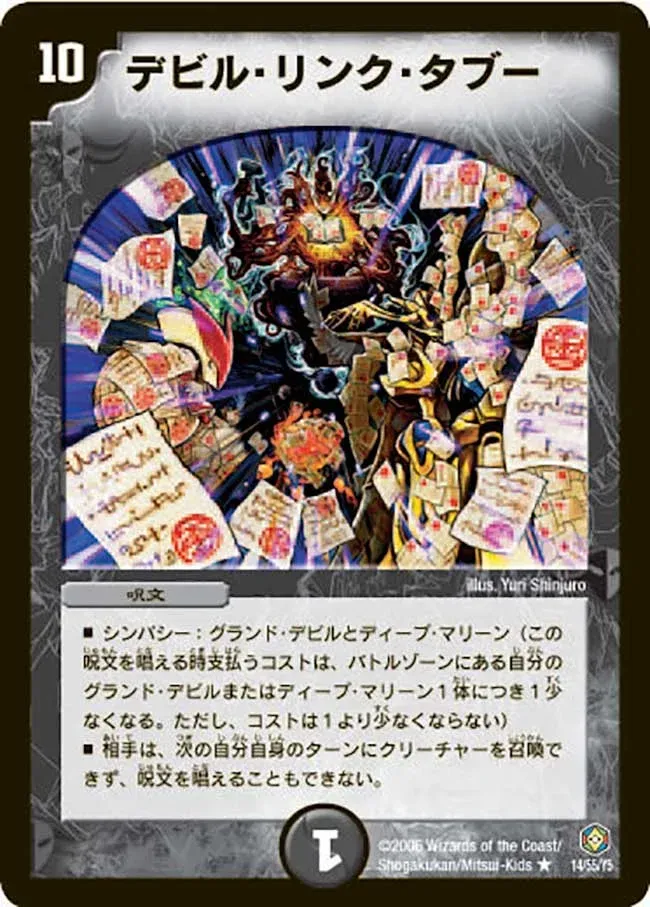 10
デビル・リンク・タブー
illus. Yuri Shinjuro
呪文
■ シンパシー：グランド・デビルとディープ・マリーン（この
呪文を唱える時支払うコストは、バトルゾーンにある自分の
グランド・デビルまたはディープ・マリーン1体につき1少
なくなる。ただし、コストは1より少なくならない）
■ 相手は、次の自分自身のターンにクリーチャーを召喚で
きず、呪文を唱えることもできない。
1
©2006 Wizards of the Coast/
Shogakukan/Mitsui-Kids ★
14/55/Y5